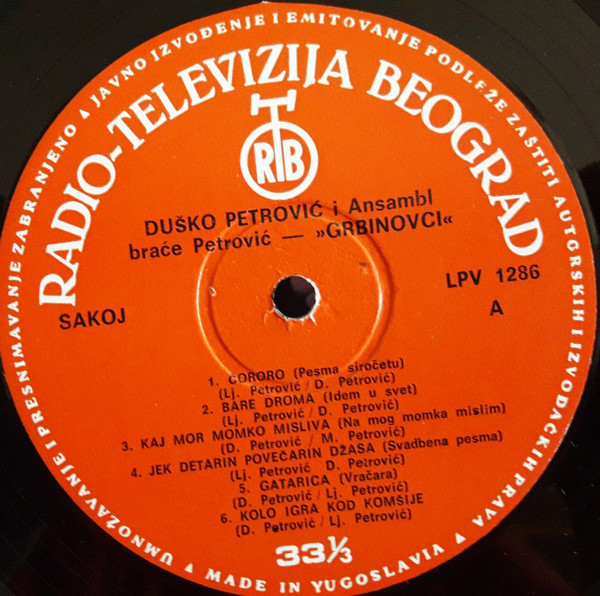 UMNOŽAVANJE I PRESNIMAVANJE ZABRANJENO ▲ JAVNO IZVOĐENJE I EMITOVANJE PODLEŽE ZAŠTITI AUTGRSKIH I IZVOĐAČKIH PRAVA ▲ MADE IN YUGOSLAVIA ▲
RADIO-TELEVIZIJA BEOGRAD
RTB
DUŠKO PETROVIĆ i Ansambl
braće Petrović — »GRBINOVCI«
LPV 1286
SAKOJ
A
1. ČORORO (Pesma siročetu)
(Lj. Petrović/D. Petrović)
2. BARE DROMA (Idem u svet)
(Lj. Petrović/D. Petrović)
3. KAJ MOR MOMKO MISLIVA (Na mog momka mislim)
(D. Petrović / M. Petrović)
4. JEK DETARIN POVEČARIN DŽASA (Svadbena pesma)
(Lj. Petrović D. Petrović)
5. GATARICA (Vračara)
(D. Petrović/Lj. Petrović)
6. KOLO IGRA KOD KOMŠIJE
(D. Petrović/Lj. Petrović)
33⅓